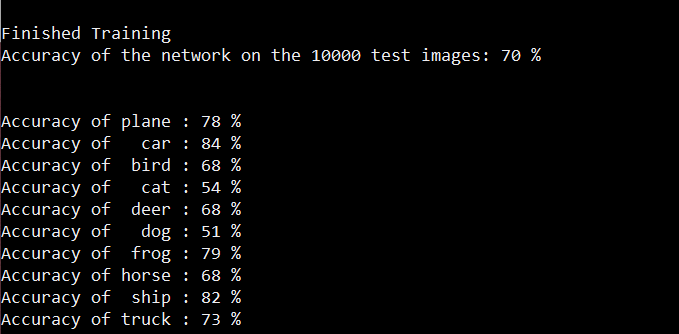 Finished Training
Accuracy of the network on the 10000 test images: 70 %
Accuracy of plane : 78 %
Accuracy of   car : 84 %
Accuracy of  bird : 68 %
Accuracy of   cat : 54 %
Accuracy of  deer : 68 %
Accuracy of   dog : 51 %
Accuracy of  frog : 79 %
Accuracy of horse : 68 %
Accuracy of  ship : 82 %
Accuracy of truck : 73 %